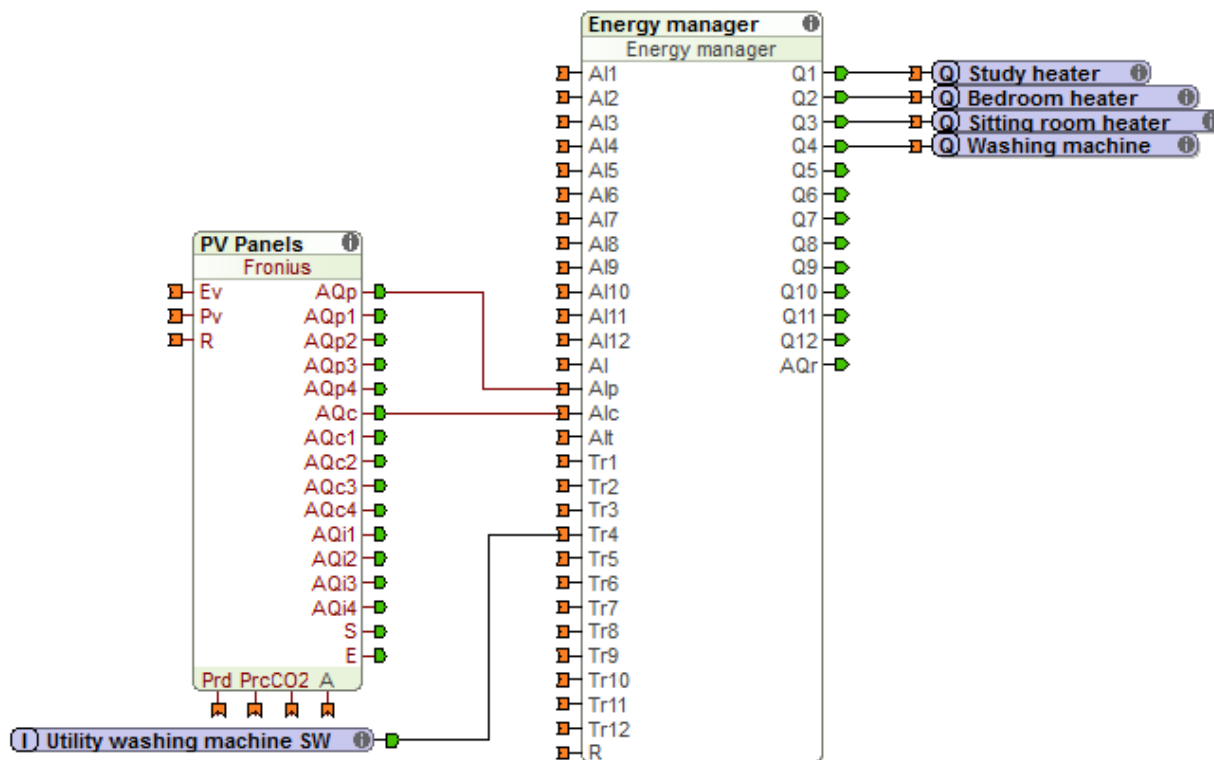 Energy manager
Energy manager
AI1 Q1 Q Study heater
AI2 Q2 Q Bedroom heater
AI3 Q3 Q Sitting room heater
AI4 Q4 Q Washing machine
AI5 Q5
AI6 Q6
AI7 Q7
AI8 Q8
AI9 Q9
AI10 Q10
AI11 Q11
AI12 Q12
AI AQr
AIp
AIc
AIt
Tr1
Tr2
Tr3
Tr4
Tr5
Tr6
Tr7
Tr8
Tr9
Tr10
Tr11
Tr12
R
PV Panels
Fronius
Ev AQp
Pv AQp1
R AQp2
AQp3
AQp4
AQc
AQc1
AQc2
AQc3
AQc4
AQi1
AQi2
AQi3
AQi4
S
E
Prd PrcCO2 A
I Utility washing machine SW